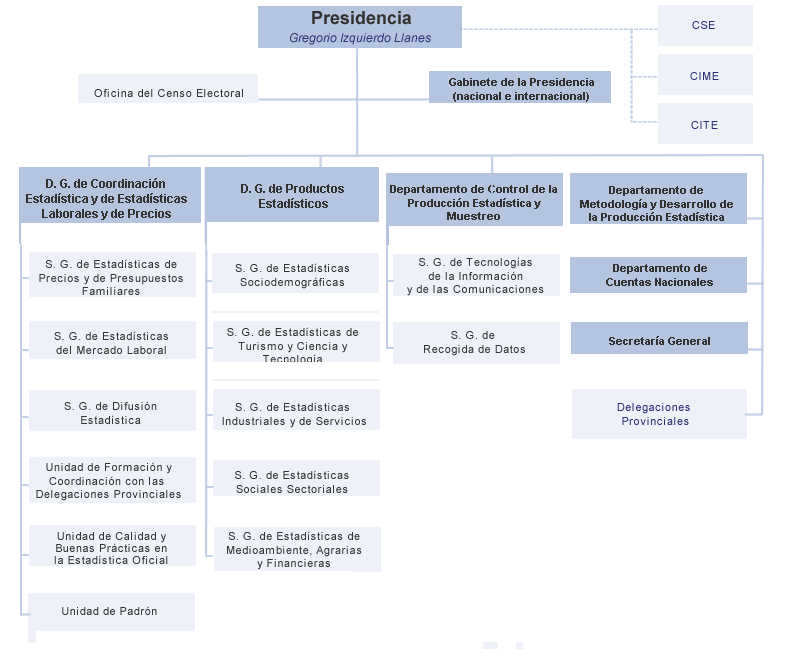 Presidencia
Gregorio Izquierdo Llanes
CSE
CIME
CITE
Oficina del Censo Electoral
Gabinete de la Presidencia
(nacional e internacional)
D. G. de Coordinación
Estadística y de Estadísticas
Laborales y de Precios
S. G. de Estadísticas de
Precios y de Presupuestos
Familiares
S. G. de Estadísticas
del Mercado Laboral
S. G. de Difusión
Estadística
Unidad de Formación y
Coordinación con las
Delegaciones Provinciales
Unidad de Calidad y
Buenas Prácticas en
la Estadística Oficial
Unidad de Padrón
D. G. de Productos
Estadísticos
S. G. de Estadísticas
Sociodemográficas
S. G. de Estadísticas de
Turismo y Ciencia y
Tecnología
S. G. de Estadísticas
Industriales y de Servicios
S. G. de Estadísticas
Sociales Sectoriales
S. G. de Estadísticas de
Medioambiente, Agrarias
y Financieras
Departamento de Control de la
Producción Estadística y
Muestreo
S. G. de Tecnologías
de la Información
y de las Comunicaciones
S. G. de
Recogida de Datos
Departamento de
Metodología y Desarrollo de
la Producción Estadística
Departamento de
Cuentas Nacionales
Secretaría General
Delegaciones
Provinciales